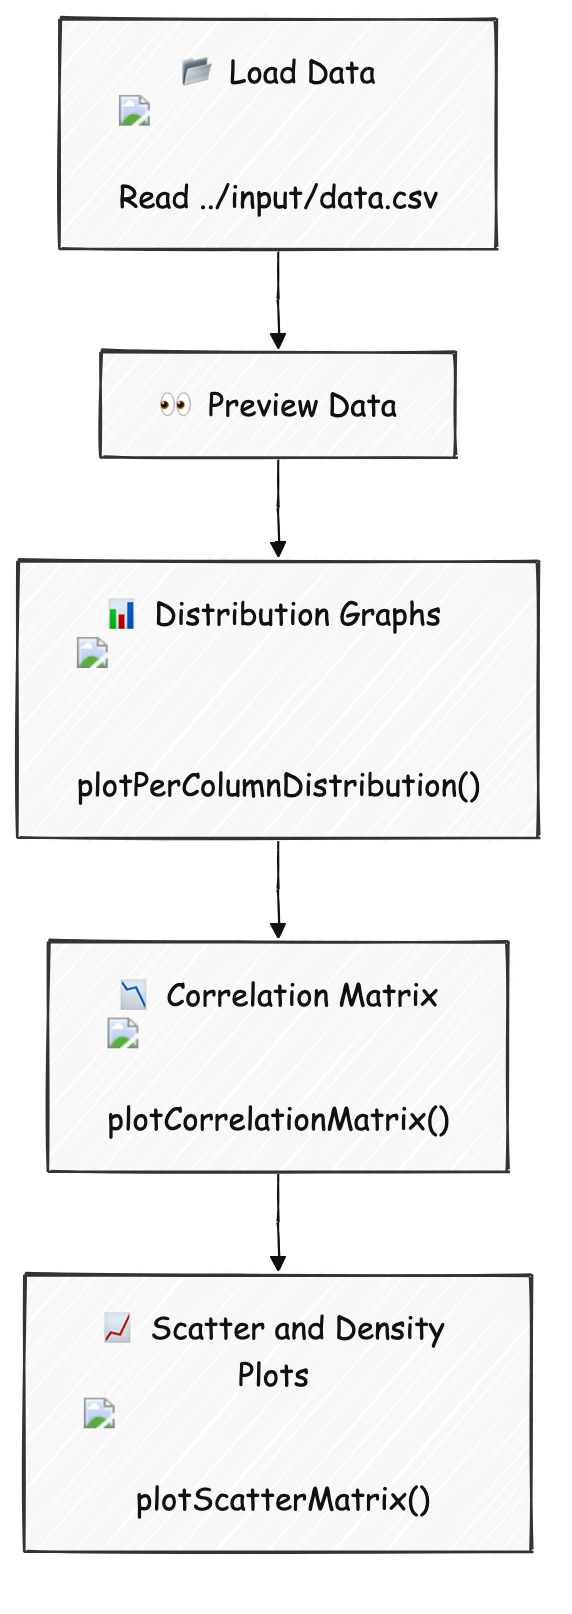 Load Data
Read ../input/data.csv
Preview Data
Distribution Graphs
plotPerColumnDistribution()
Correlation Matrix
plotCorrelationMatrix()
Scatter and Density
Plots
plotScatterMatrix()